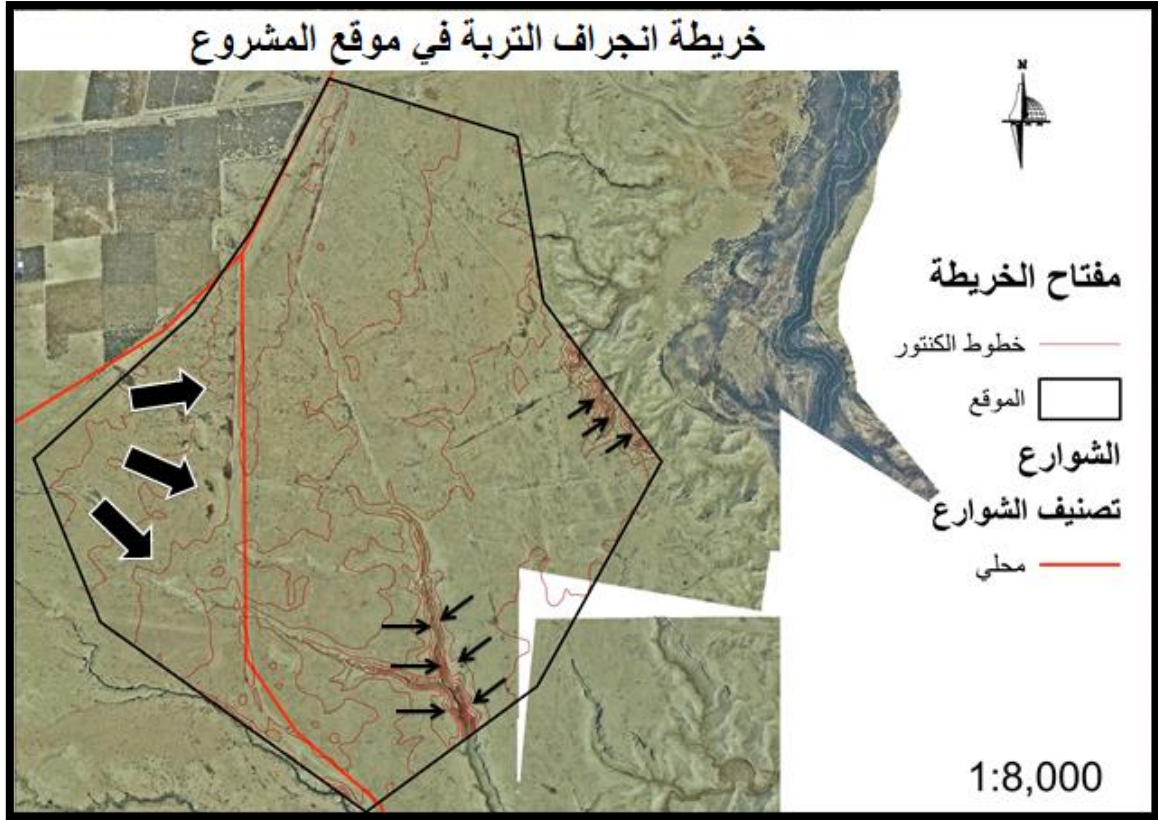 خريطة انجراف التربة في موقع المشروع
N
مفتاح الخريطة
خطوط الكنتور
الموقع
الشوارع
تصنيف الشوارع
محلي
1:8,000